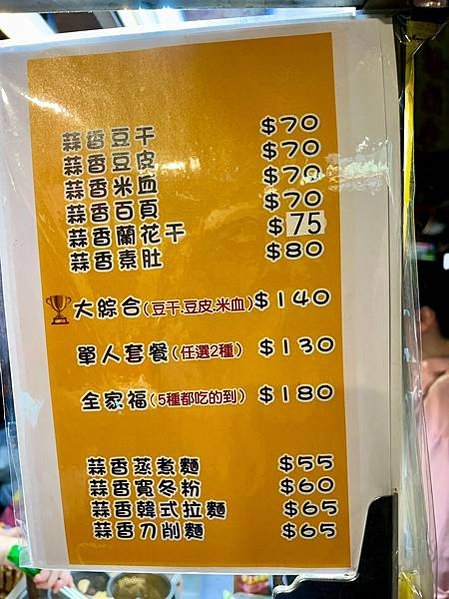 蒜香豆干 $70
蒜香豆皮 $70
蒜香米血 $70
蒜香百頁 $70
蒜香蘭花干 $75
蒜香素肚 $80
大綜合(豆干.豆皮.米血) $140
單人套餐(任選2種) $130
全家福(5種都吃的到) $180
蒜香蒸煮麵 $55
蒜香寬冬粉 $60
蒜香韓式拉麵 $65
蒜香刀削麵 $65